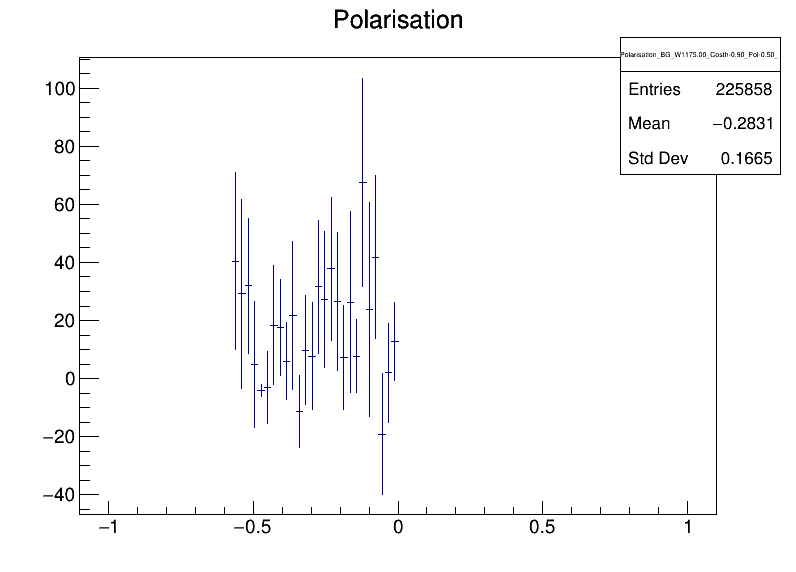 Polarisation
Polarisation_BG_W1175.00_Costh-0.90_Pol-0.50_
Entries 225858
Mean −0.2831
Std Dev 0.1665
100
80
60
40
20
0
−20
−40
−1 −0.5 0 0.5 1